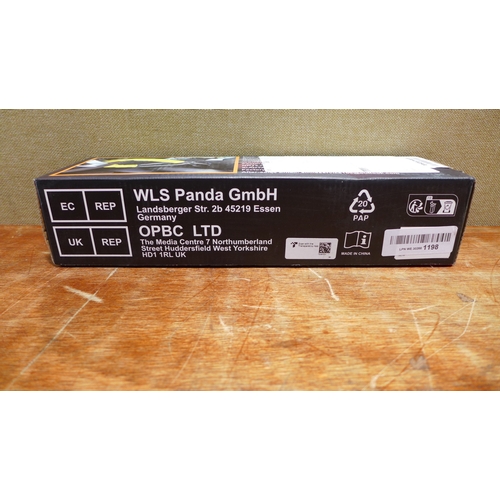 EC REP
WLS Panda GmbH
Landsberger Str. 2b 45219 Essen
Germany
UK REP
OPBC LTD
The Media Centre 7 Northumberland
Street Huddersfield West Yorkshire
HD1 1RL UK
20
PAP
MADE IN CHINA
1198